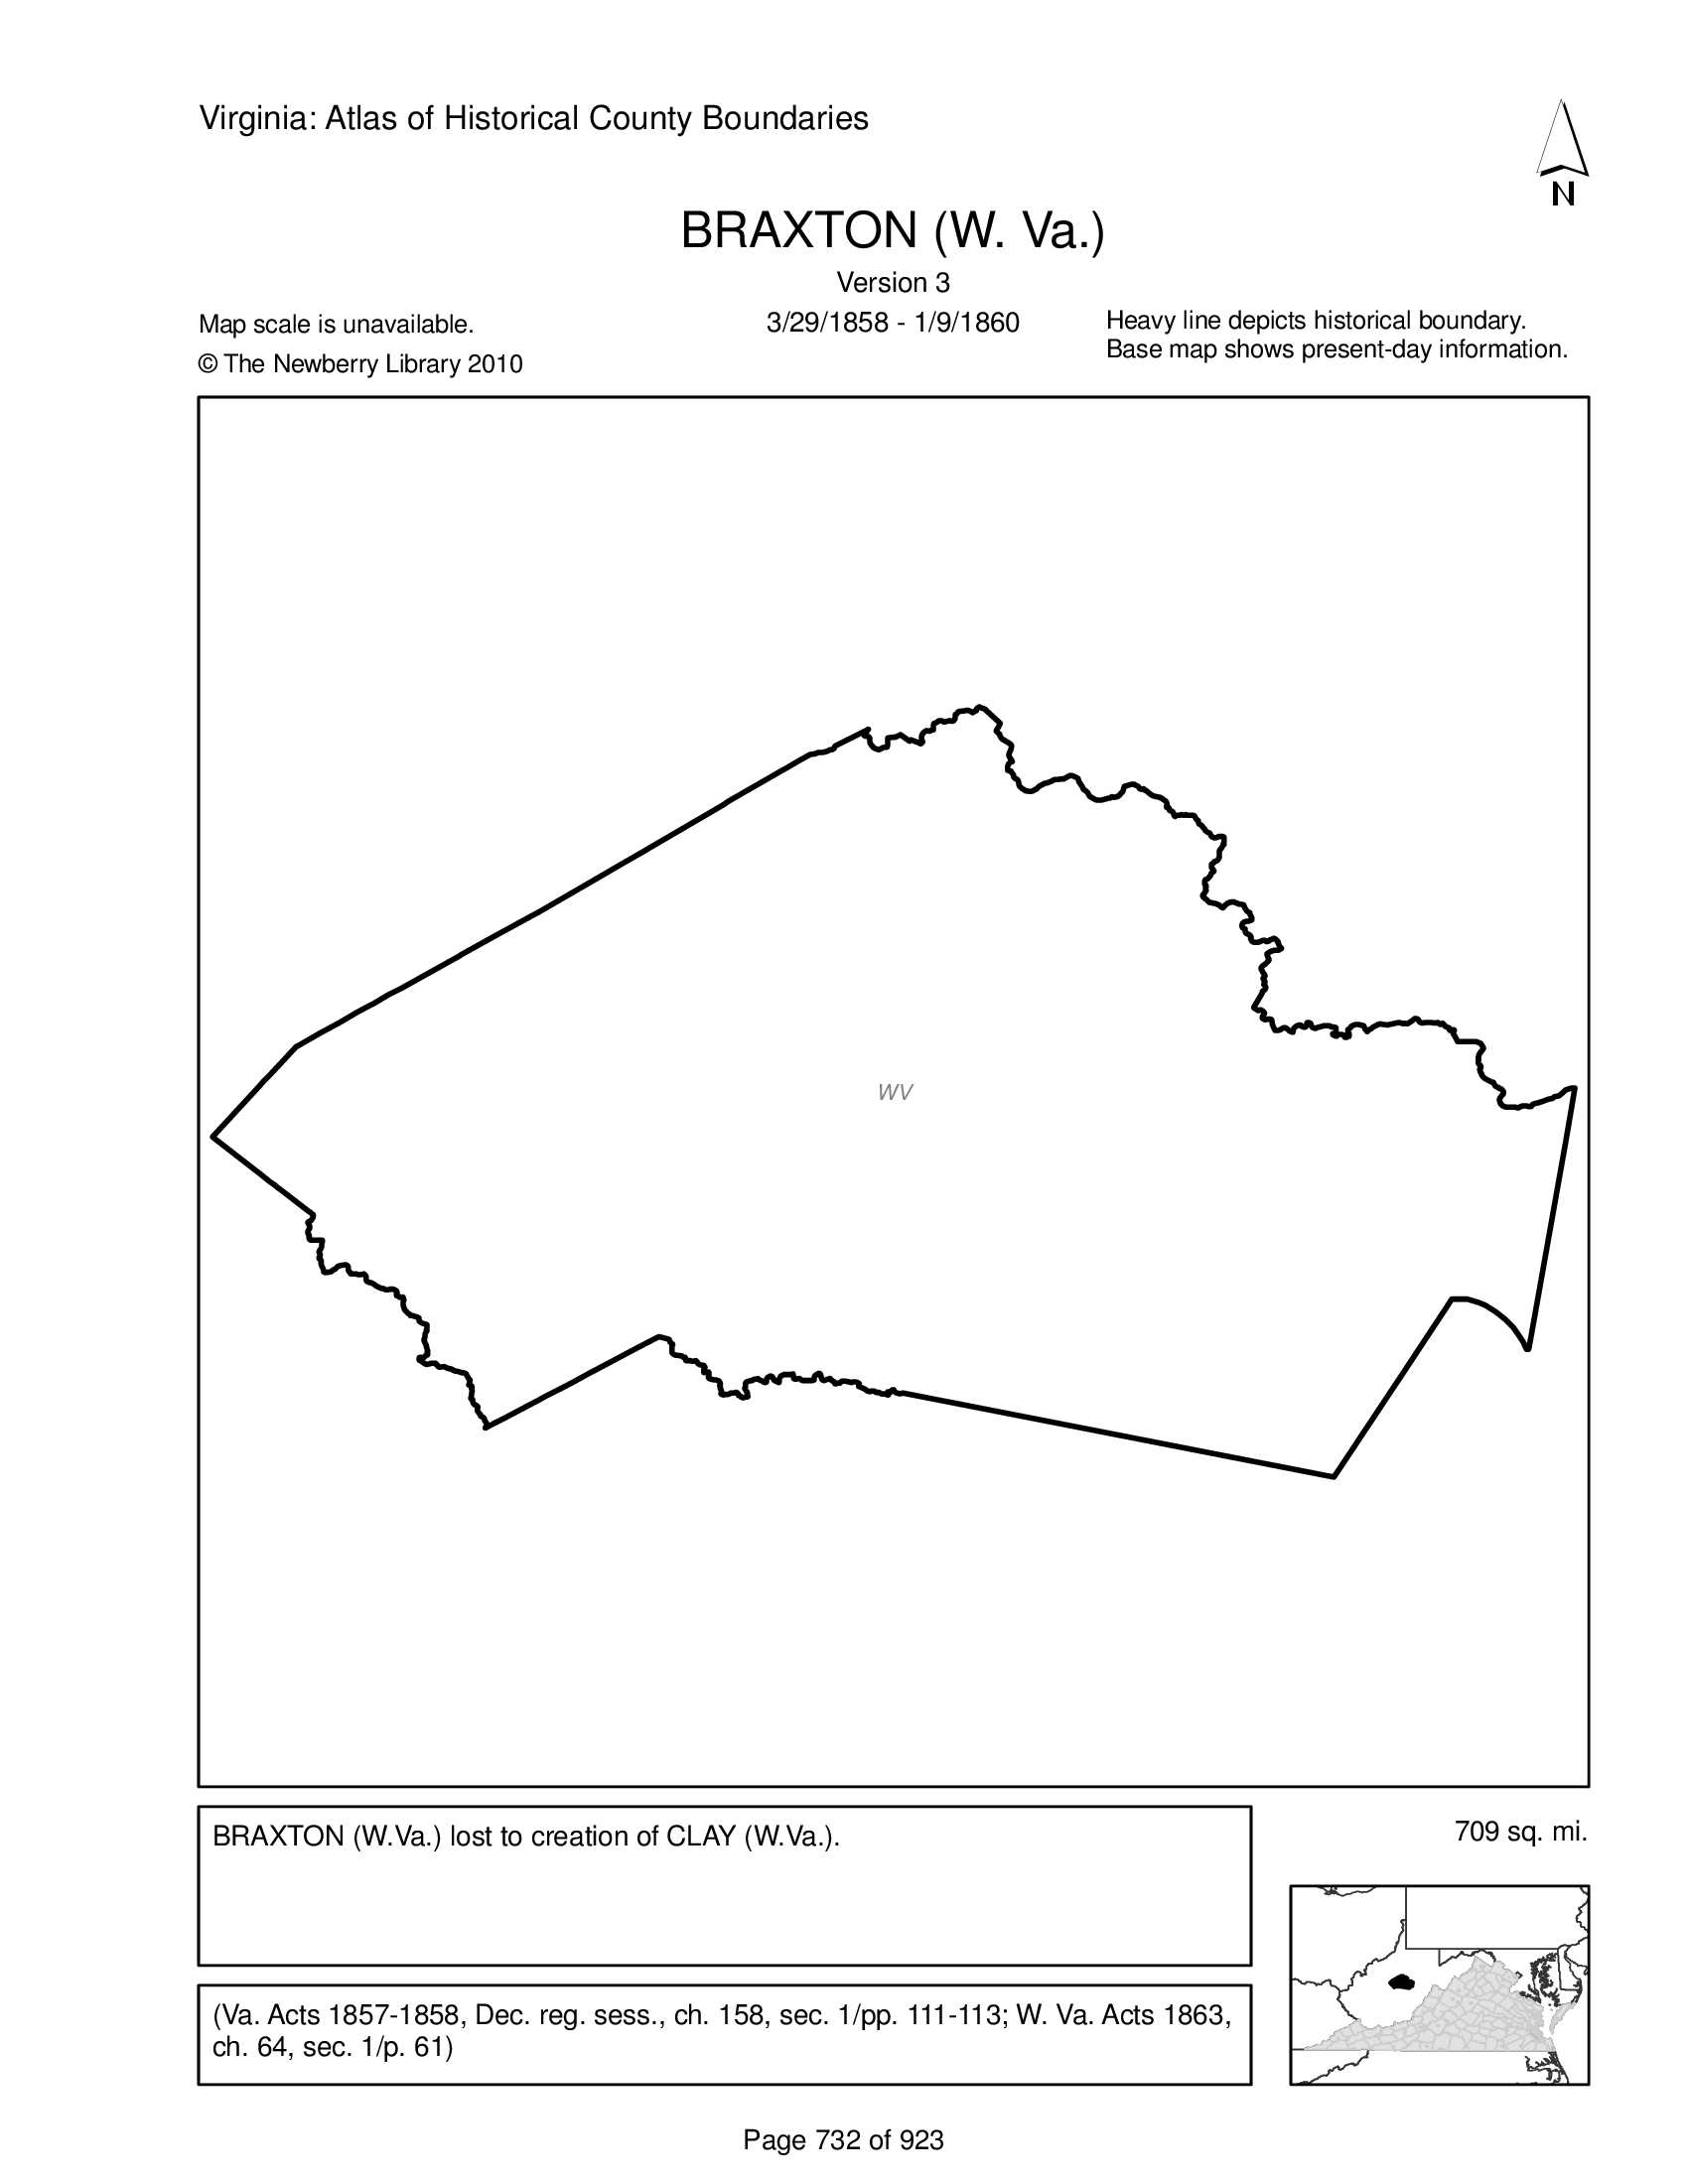 Virginia: Atlas of Historical County Boundaries
N
BRAXTON (W. Va.)
Version 3
3/29/1858 - 1/9/1860
Map scale is unavailable.
© The Newberry Library 2010
Heavy line depicts historical boundary.
Base map shows present-day information.
WV
BRAXTON (W.Va.) lost to creation of CLAY (W.Va.).
709 sq. mi.
(Va. Acts 1857-1858, Dec. reg. sess., ch. 158, sec. 1/pp. 111-113; W. Va. Acts 1863,
ch. 64, sec. 1/p. 61)
Page 732 of 923